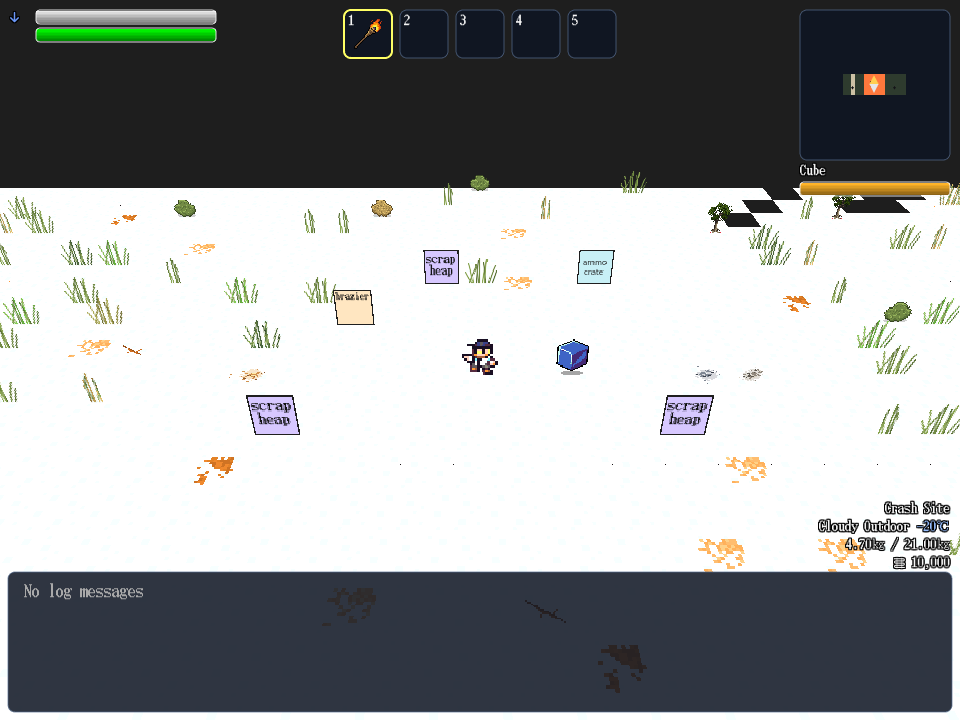 1 2 3 4 5
Cube
scrap
heap
ammo
crate
brazier
scrap
heap
scrap
heap
Crash Site
Cloudy Outdoor -20°C
4.70kg / 21.00kg
10,000
No log messages